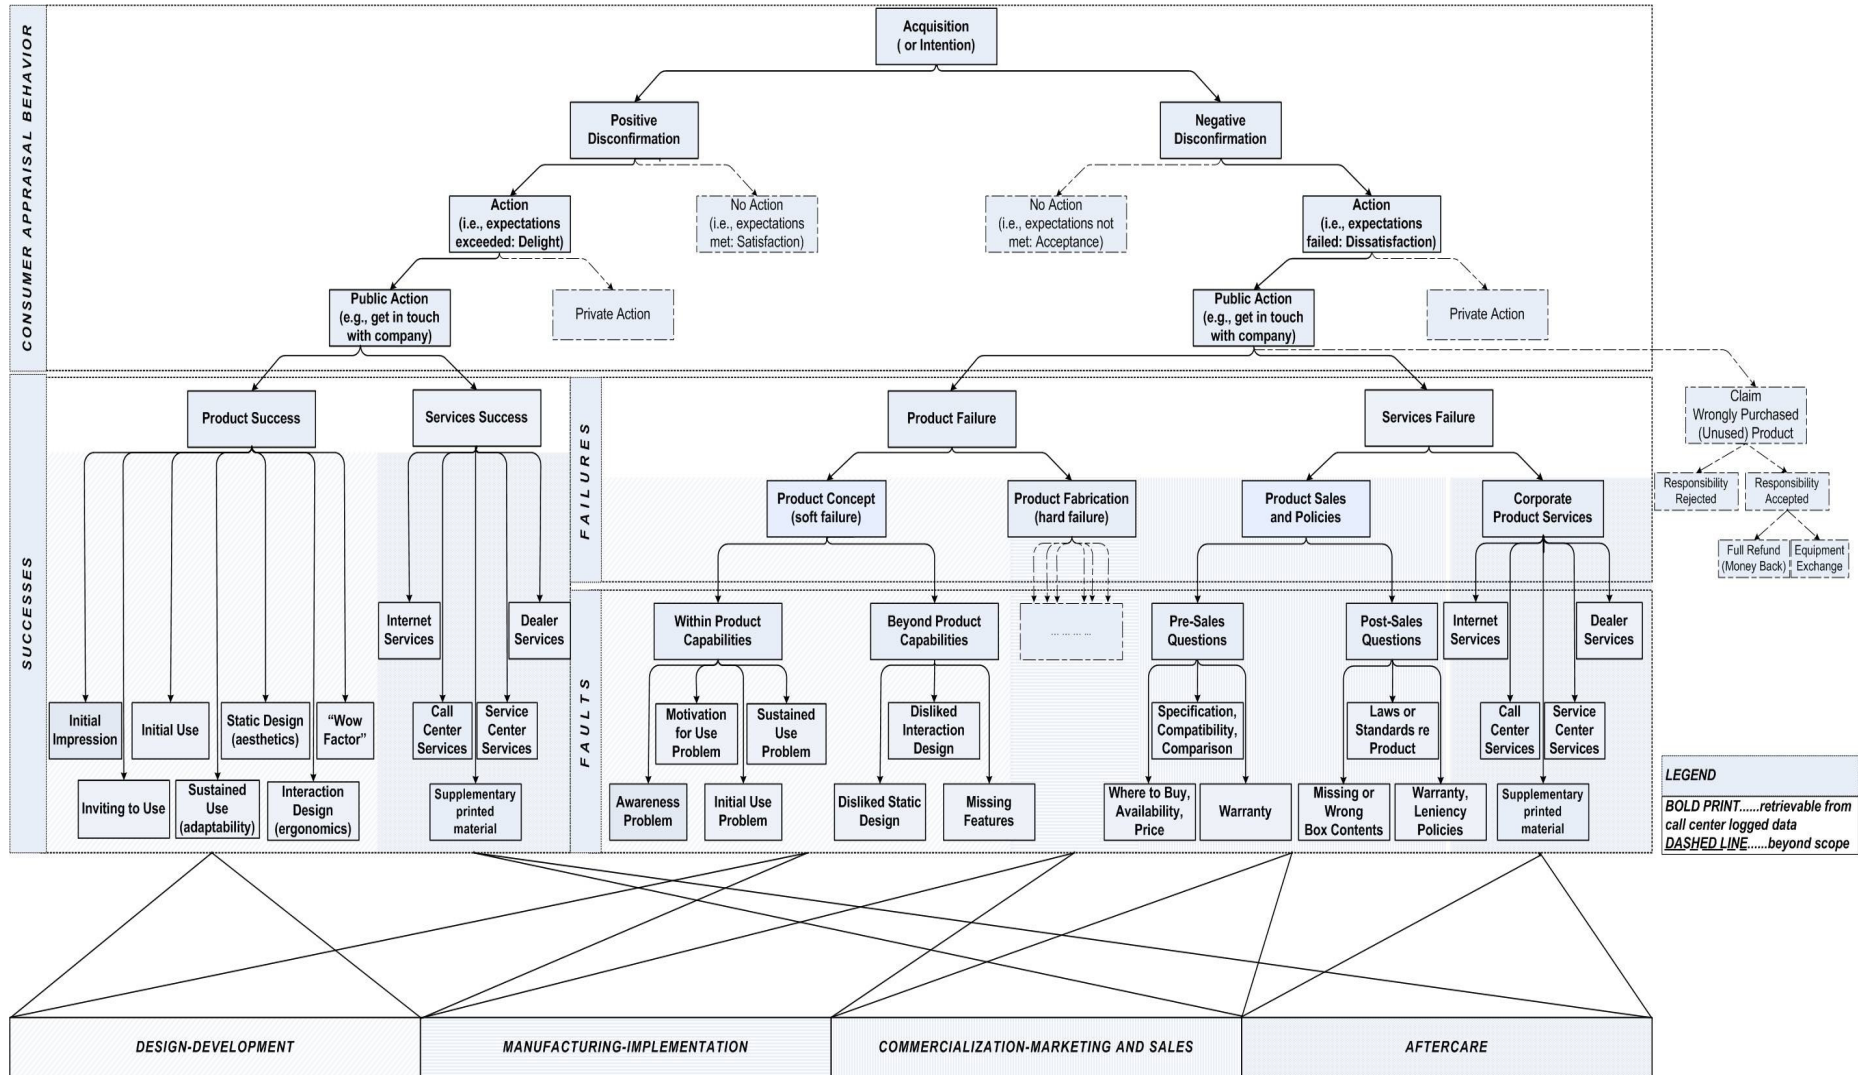 CONSUMER APPRAISAL BEHAVIOR
Acquisition
( or Intention)
Positive
Disconfirmation
Negative
Disconfirmation
Action
(i.e., expectations
exceeded: Delight)
No Action
(i.e., expectations
met: Satisfaction)
No Action
(i.e., expectations not
met: Acceptance)
Action
(i.e., expectations
failed: Dissatisfaction)
Public Action
(e.g., get in touch
with company)
Private Action
Public Action
(e.g., get in touch
with company)
Private Action
SUCCESSES
Product Success
Services Success
FAILURES
Product Failure
Services Failure
Claim
Wrongly Purchased
(Unused) Product
Responsibility
Rejected
Responsibility
Accepted
Full Refund
(Money Back)
Equipment
Exchange
Product Concept
(soft failure)
Product Fabrication
(hard failure)
Product Sales
and Policies
Corporate
Product Services
FAULTS
Internet
Services
Dealer
Services
Within Product
Capabilities
Beyond Product
Capabilities
... ... ... ...
Pre-Sales
Questions
Post-Sales
Questions
Internet
Services
Dealer
Services
Initial
Impression
Initial Use
Static Design
(aesthetics)
“Wow
Factor”
Call
Center
Services
Service
Center
Services
Motivation
for Use
Problem
Sustained
Use
Problem
Disliked
Interaction
Design
Specification,
Compatibility,
Comparison
Laws or
Standards re
Product
Call
Center
Services
Service
Center
Services
Inviting to Use
Sustained
Use
(adaptability)
Interaction
Design
(ergonomics)
Supplementary
printed
material
Awareness
Problem
Initial Use
Problem
Disliked Static
Design
Missing
Features
Where to Buy,
Availability,
Price
Warranty
Missing or
Wrong
Box Contents
Warranty,
Leniency
Policies
Supplementary
printed
material
LEGEND
BOLD PRINT......retrievable from
call center logged data
DASHED LINE......beyond scope
DESIGN-DEVELOPMENT
MANUFACTURING-IMPLEMENTATION
COMMERCIALIZATION-MARKETING AND SALES
AFTERCARE